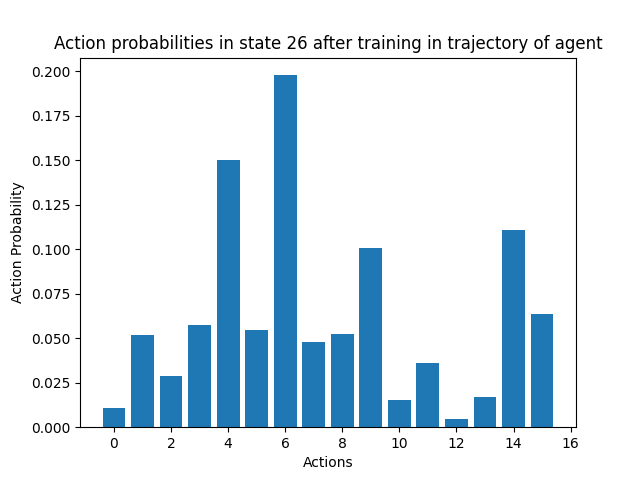 Action probabilities in state 26 after training in trajectory of agent
0.200
0.175
0.150
0.125
0.100
0.075
0.050
0.025
0.000
Action Probability
0 2 4 6 8 10 12 14 16
Actions